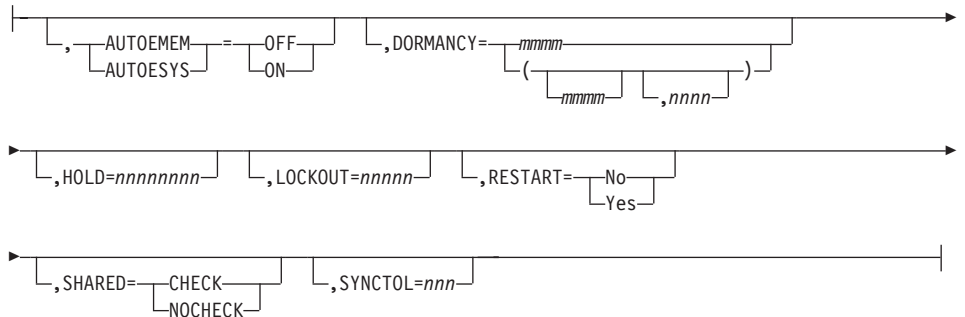 , AUTOEMEM = OFF ,DORMANCY= mmmm
AUTOESYS ON ( )
mmmm ,nnnn
,HOLD=nnnnnnnn ,LOCKOUT=nnnnn ,RESTART= No
Yes
,SHARED= CHECK ,SYNCTOL=nnn
NOCHECK